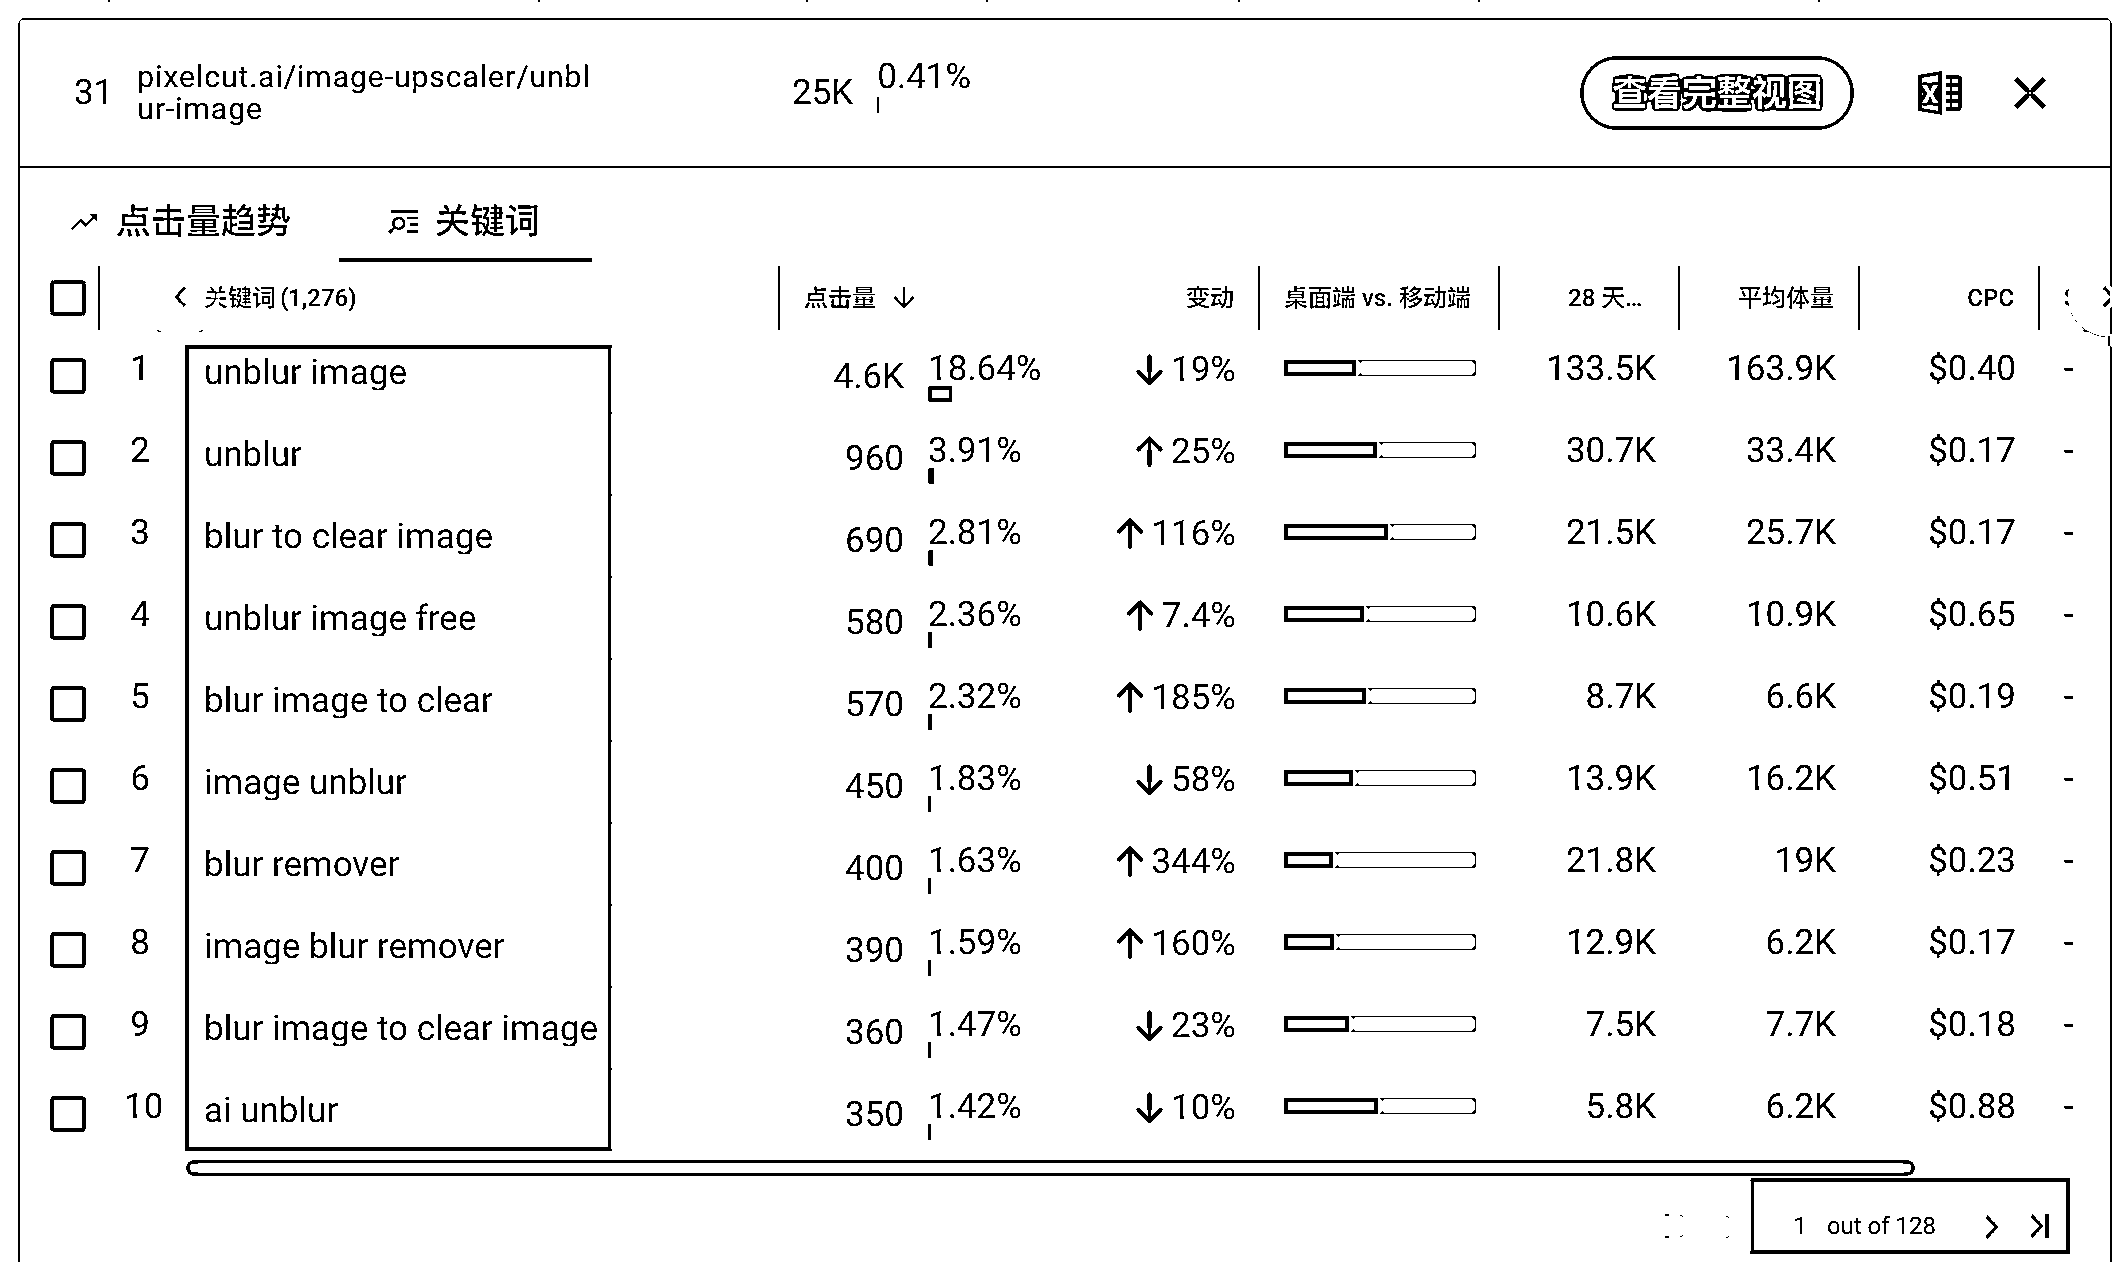 31 pixelcut.ai/image-upscaler/unbl
ur-image
25K 0.41%
查看完整视图
点击量趋势 关键词
关键词 (1,276) 点击量 变动 桌面端 vs. 移动端 28 天... 平均体量 CPC
1 unblur image 4.6K 18.64% ↓ 19% 133.5K 163.9K $0.40 -
2 unblur 960 3.91% ↑ 25% 30.7K 33.4K $0.17 -
3 blur to clear image 690 2.81% ↑ 116% 21.5K 25.7K $0.17 -
4 unblur image free 580 2.36% ↑ 7.4% 10.6K 10.9K $0.65 -
5 blur image to clear 570 2.32% ↑ 185% 8.7K 6.6K $0.19 -
6 image unblur 450 1.83% ↓ 58% 13.9K 16.2K $0.51 -
7 blur remover 400 1.63% ↑ 344% 21.8K 19K $0.23 -
8 image blur remover 390 1.59% ↑ 160% 12.9K 6.2K $0.17 -
9 blur image to clear image 360 1.47% ↓ 23% 7.5K 7.7K $0.18 -
10 ai unblur 350 1.42% ↓ 10% 5.8K 6.2K $0.88 -
1 out of 128